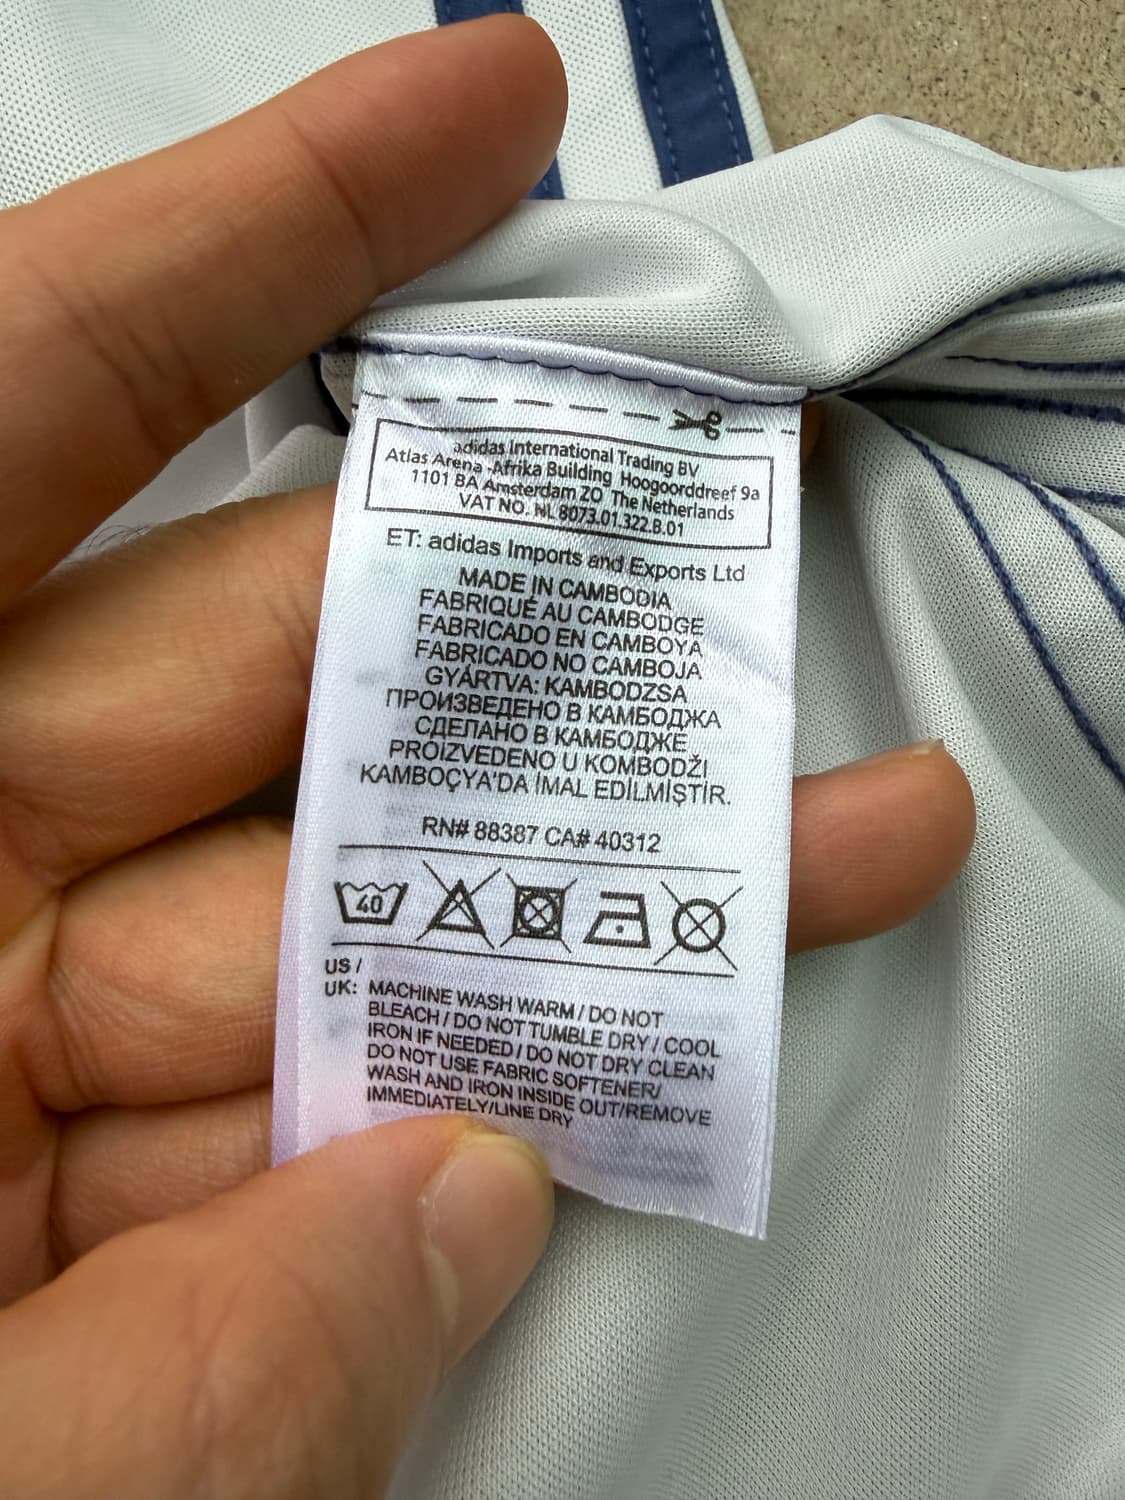 adidas International Trading BV
Atlas Arena -Afrika Building Hoogoorddreef 9a
1101 BA Amsterdam ZO The Netherlands
VAT NO. NL 8073.01.322.B.01
ET: adidas Imports and Exports Ltd
MADE IN CAMBODIA
FABRIQUÉ AU CAMBODGE
FABRICADO EN CAMBOYA
FABRICADO NO CAMBOJA
GYÁRTVA: KAMBODZSA
ПРОИЗВЕДЕНО В КАМБОДЖА
СДЕЛАНО В КАМБОДЖЕ
PROIZVEDENO U KOMBODŽI
KAMBOÇYA'DA İMAL EDİLMİŞTİR.
RN# 88387 CA# 40312
40
US /
UK: MACHINE WASH WARM / DO NOT
BLEACH / DO NOT TUMBLE DRY / COOL
IRON IF NEEDED / DO NOT DRY CLEAN
DO NOT USE FABRIC SOFTENER/
WASH AND IRON INSIDE OUT/REMOVE
IMMEDIATELY/LINE DRY